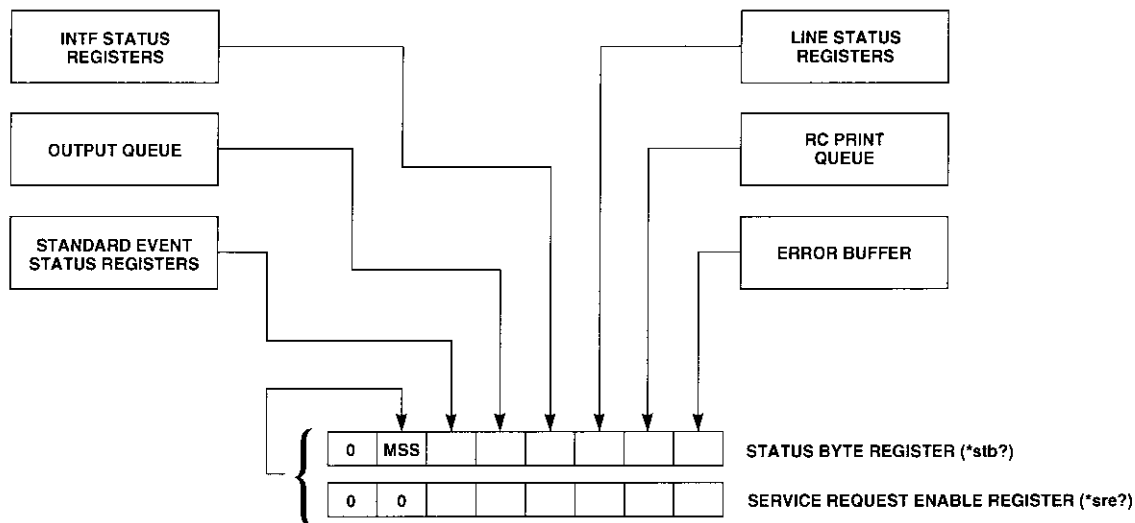 INTF STATUS
REGISTERS
LINE STATUS
REGISTERS
OUTPUT QUEUE
RC PRINT
QUEUE
STANDARD EVENT
STATUS REGISTERS
ERROR BUFFER
0 MSS
STATUS BYTE REGISTER (*stb?)
0 0
SERVICE REQUEST ENABLE REGISTER (*sre?)